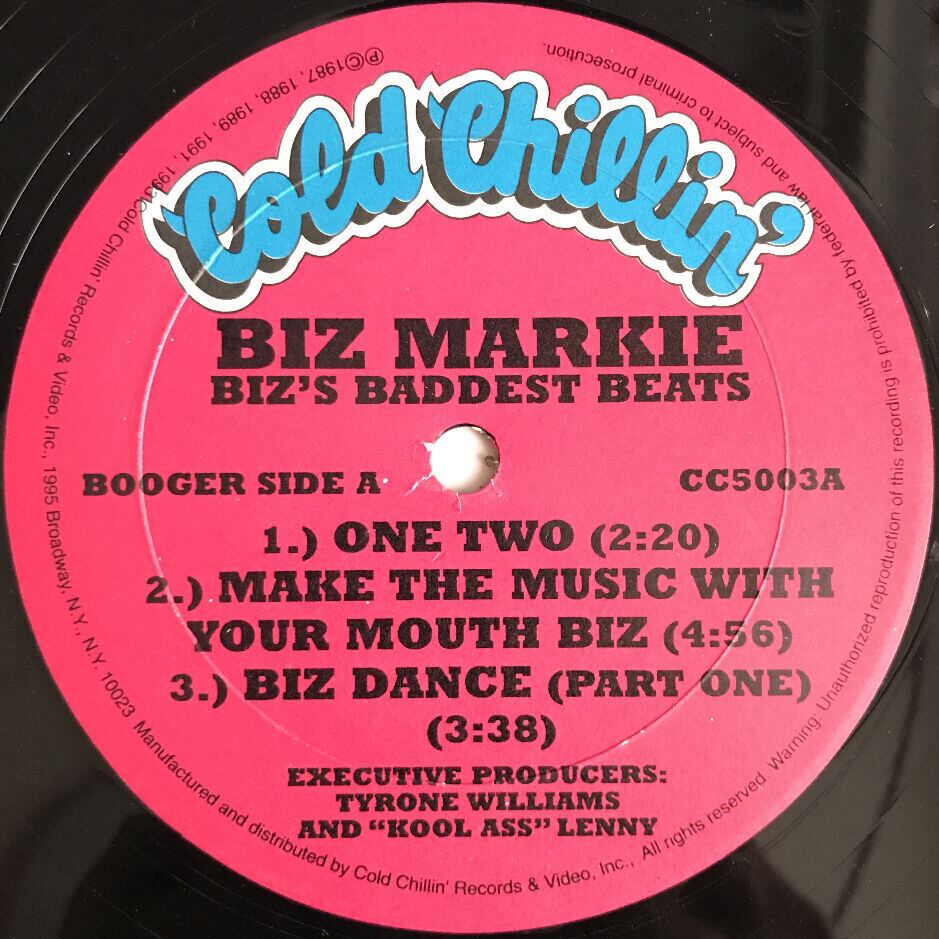 Cold Chillin'
BIZ MARKIE
BIZ'S BADDEST BEATS
BOOGER SIDE A
CC5003A
1.) ONE TWO (2:20)
2.) MAKE THE MUSIC WITH
YOUR MOUTH BIZ (4:56)
3.) BIZ DANCE (PART ONE)
(3:38)
EXECUTIVE PRODUCERS:
TYRONE WILLIAMS
AND “KOOL ASS” LENNY
ⓅⒸ1987, 1988, 1989, 1991, 1993 Cold Chillin' Records & Video, Inc., 1995 Broadway, N.Y., N.Y. 10023 Manufactured and distributed by Cold Chillin' Records & Video, Inc., All rights reserved. Warning: Unauthorized reproduction of this recording is prohibited by federal law and subject to criminal prosecution.